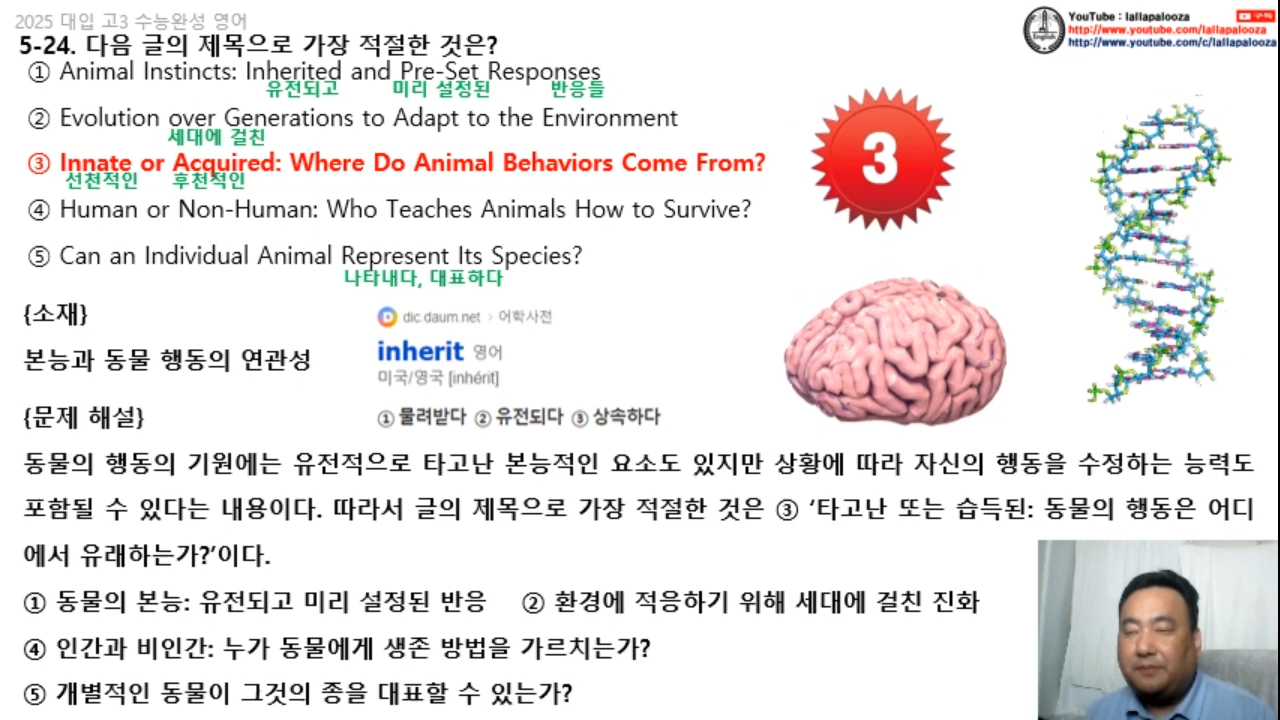 2025 대입 고3 수능완성 영어
YouTube : lallapalooza
구독
http://www.youtube.com/lallapalooza
http://www.youtube.com/c/lallapalooza
English
5-24. 다음 글의 제목으로 가장 적절한 것은?
① Animal Instincts: Inherited and Pre-Set Responses
유전되고 미리 설정된 반응들
② Evolution over Generations to Adapt to the Environment
세대에 걸친
③ Innate or Acquired: Where Do Animal Behaviors Come From?
선천적인 후천적인
④ Human or Non-Human: Who Teaches Animals How to Survive?
⑤ Can an Individual Animal Represent Its Species?
나타내다, 대표하다
3
{소재}
본능과 동물 행동의 연관성
dic.daum.net › 어학사전
inherit 영어
미국/영국 [inhérit]
① 물려받다 ② 유전되다 ③ 상속하다
{문제 해설}
동물의 행동의 기원에는 유전적으로 타고난 본능적인 요소도 있지만 상황에 따라 자신의 행동을 수정하는 능력도
포함될 수 있다는 내용이다. 따라서 글의 제목으로 가장 적절한 것은 ③ ‘타고난 또는 습득된: 동물의 행동은 어디
에서 유래하는가?’이다.
① 동물의 본능: 유전되고 미리 설정된 반응 ② 환경에 적응하기 위해 세대에 걸친 진화
④ 인간과 비인간: 누가 동물에게 생존 방법을 가르치는가?
⑤ 개별적인 동물이 그것의 종을 대표할 수 있는가?